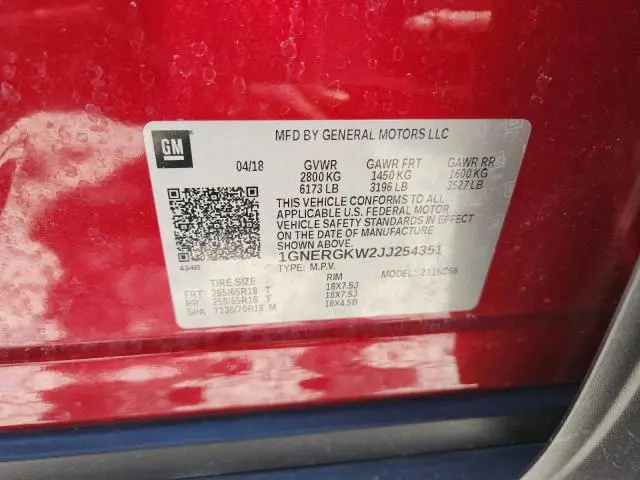 GM
MFD BY GENERAL MOTORS LLC
04/18 GVWR GAWR FRT GAWR RR
2800 KG 1450 KG 1600 KG
6173 LB 3196 LB 3527 LB
THIS VEHICLE CONFORMS TO ALL
APPLICABLE U.S. FEDERAL MOTOR
VEHICLE SAFETY STANDARDS IN EFFECT
ON THE DATE OF MANUFACTURE
1GNERGKW2JJ254351
434B TYPE: M.P.V. MODEL:
TIRE SIZE RIM
FRT 255/65R18 T 18X7.5J
RR 255/65R18 T 18X7.5J
SPA T135/70R18 M 18X4.5B